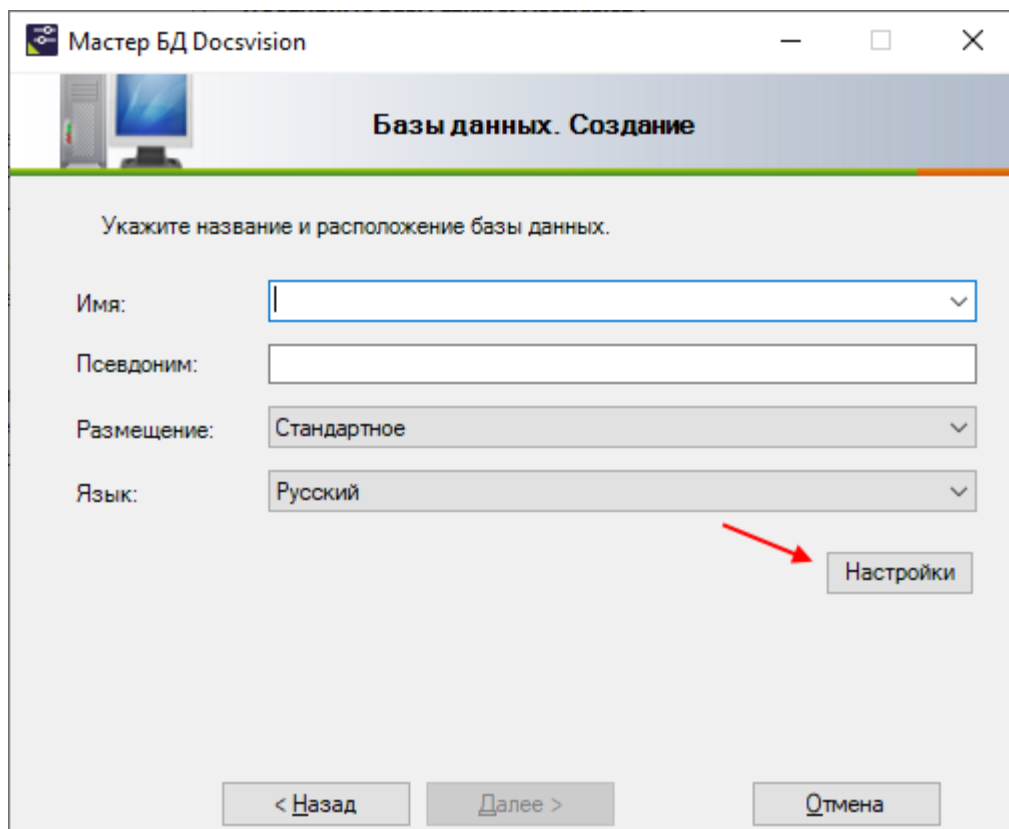 Мастер БД Docsvision
Базы данных. Создание
Укажите название и расположение базы данных.
Имя:
Псевдоним:
Размещение: Стандартное
Язык: Русский
Настройки
< Назад Далее > Отмена